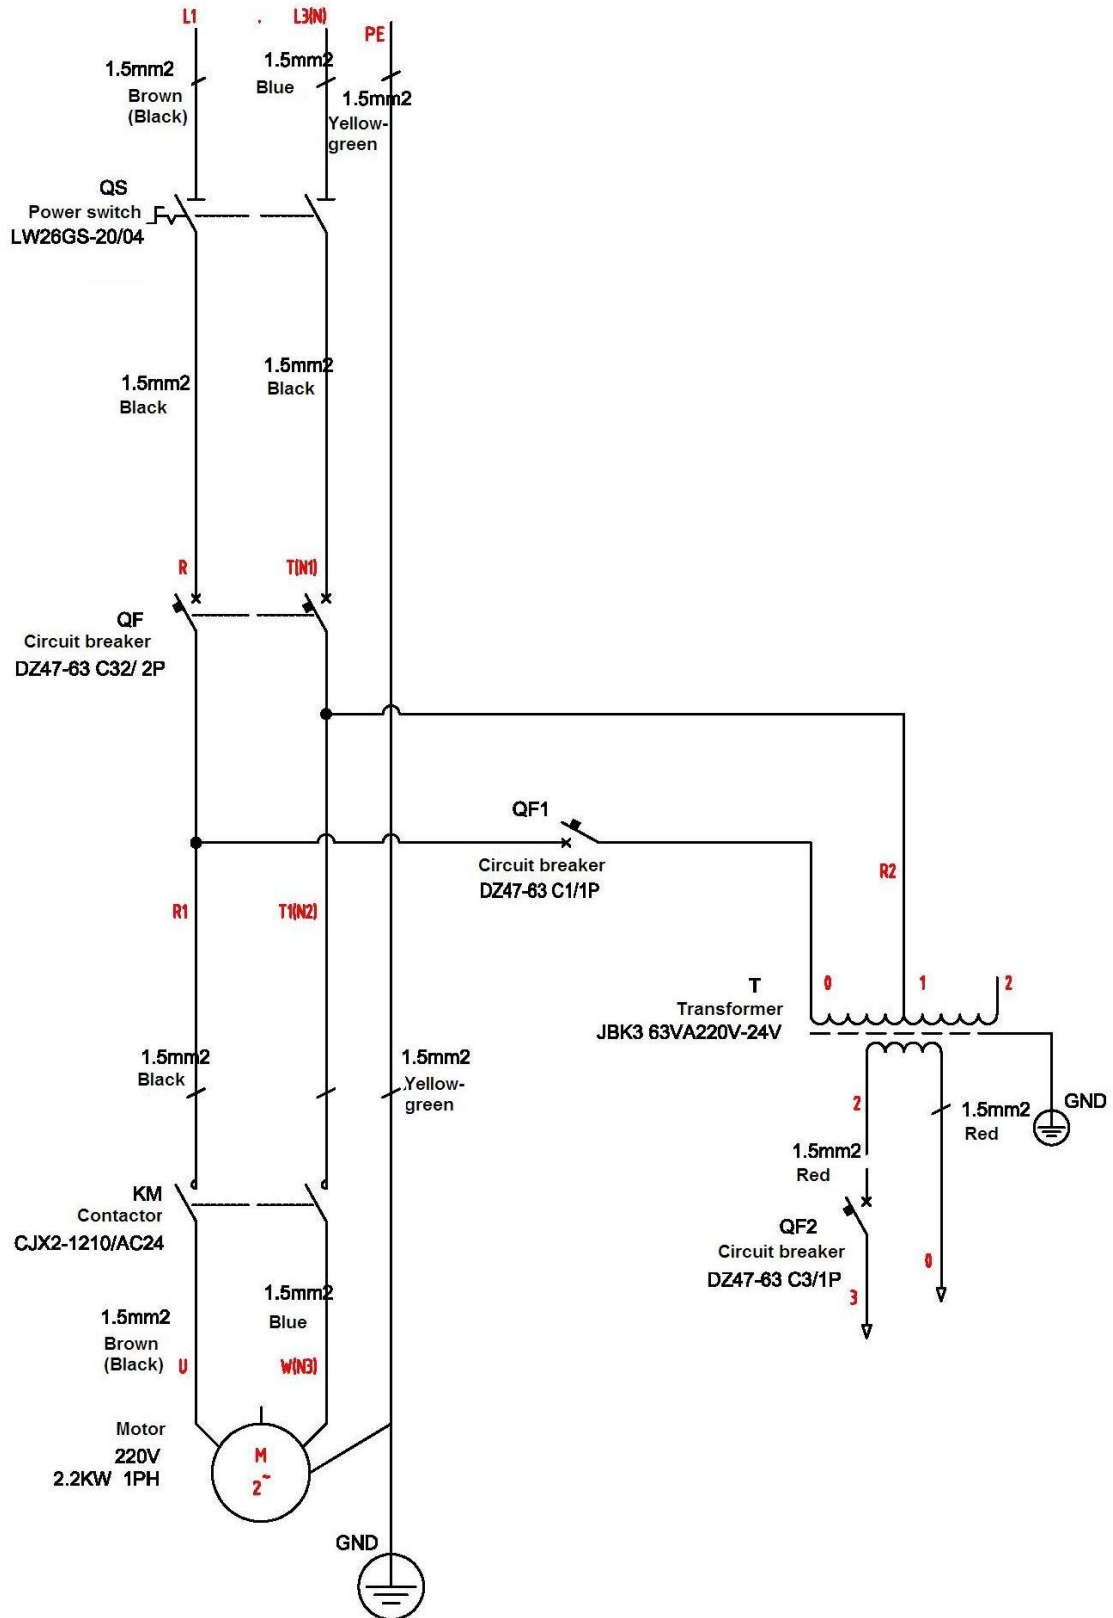 L1 . L3(N)
PE
1.5mm2
Brown
(Black)
1.5mm2
Blue
1.5mm2
Yellow-
green
QS
Power switch
LW26GS-20/04
1.5mm2
Black
1.5mm2
Black
R
T(N1)
QF
Circuit breaker
DZ47-63 C32/ 2P
QF1
Circuit breaker
DZ47-63 C1/1P
R2
R1
T1(N2)
T
Transformer
JBK3 63VA220V-24V
0
1
2
1.5mm2
Black
1.5mm2
Yellow-
green
2
1.5mm2
Red
GND
1.5mm2
Red
KM
Contactor
CJX2-1210/AC24
QF2
Circuit breaker
DZ47-63 C3/1P
0
3
1.5mm2
Brown
(Black)
U
1.5mm2
Blue
W(N3)
Motor
220V
2.2KW 1PH
M
2~
GND